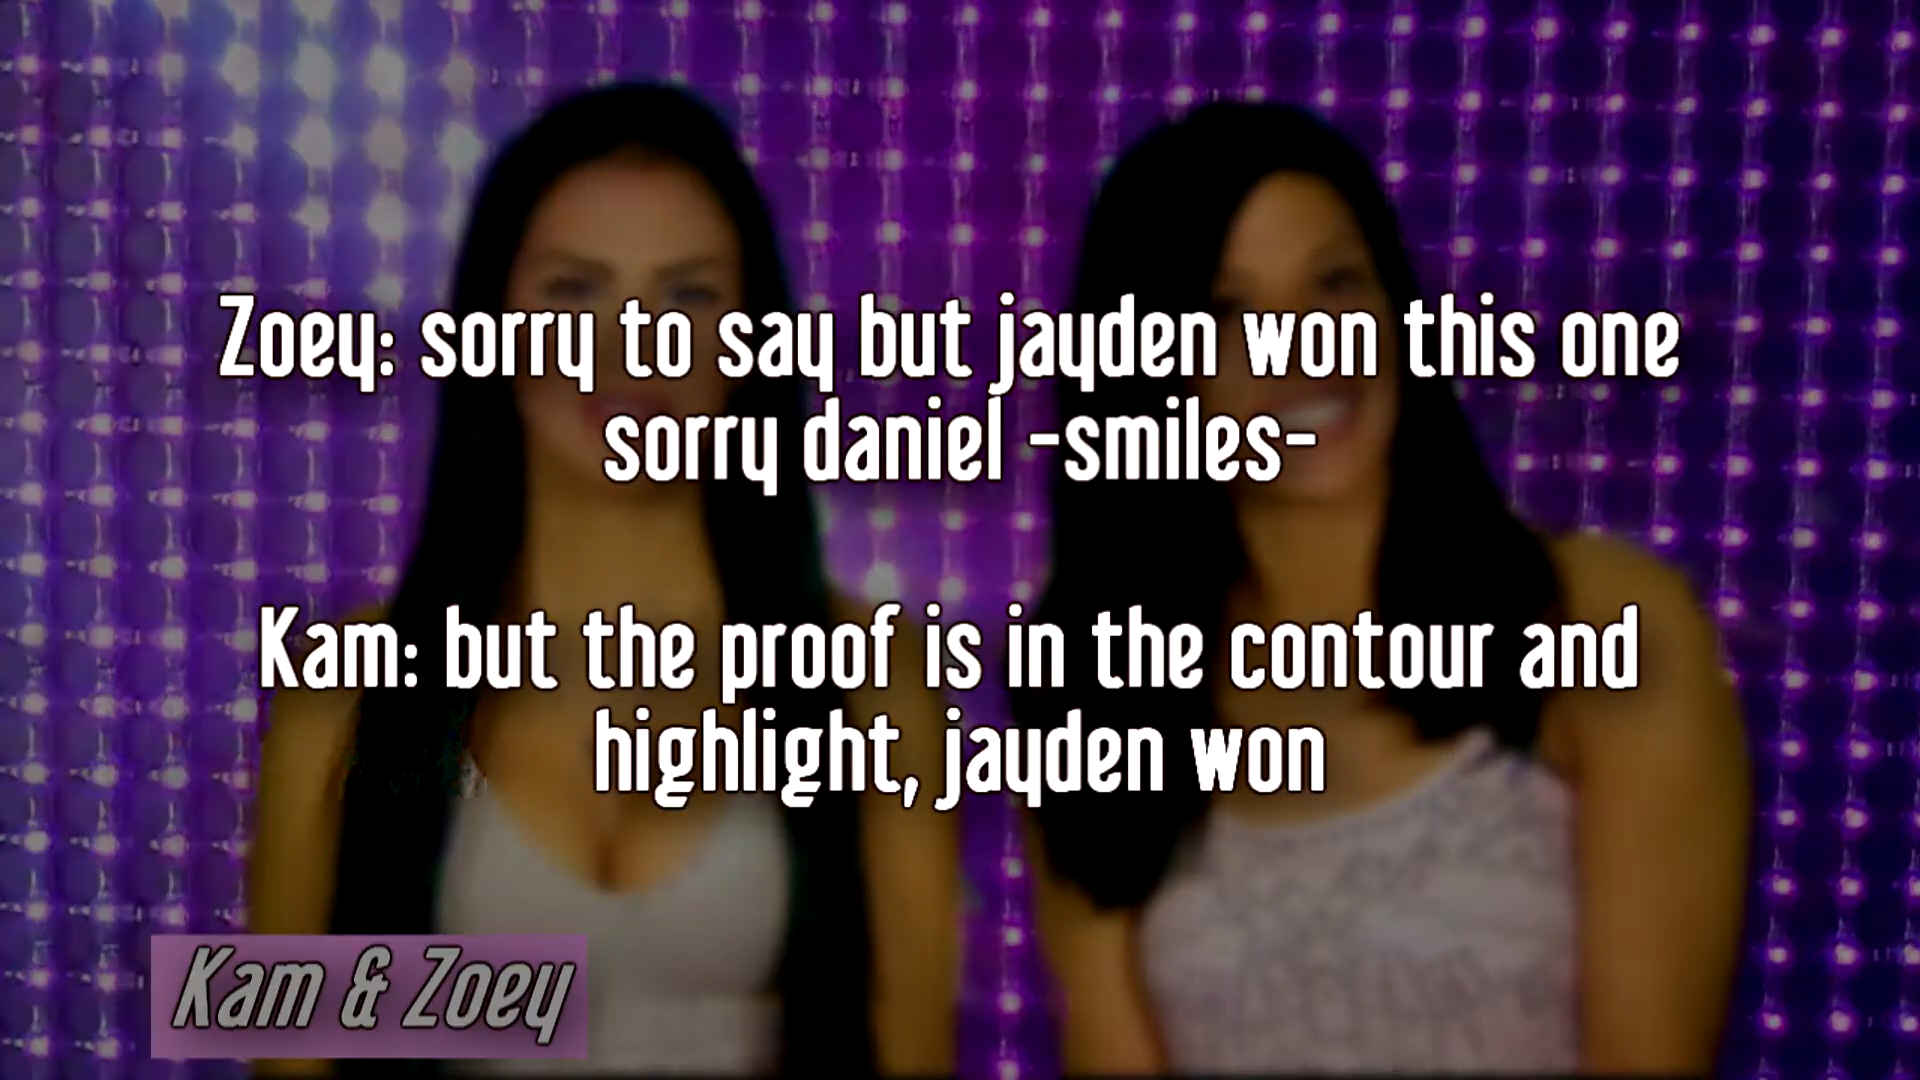 Zoey: sorry to say but jayden won this one
sorry daniel -smiles-
Kam: but the proof is in the contour and
highlight, jayden won
Kam & Zoey